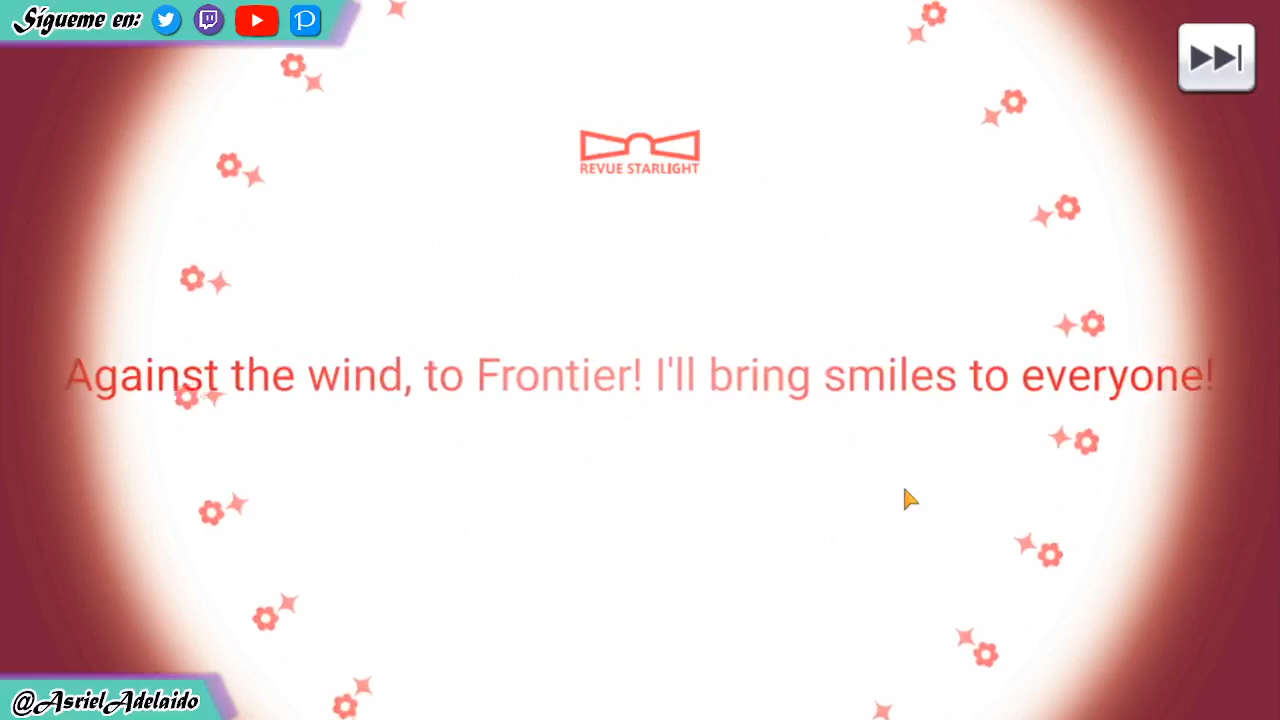 Sígueme en:
REVUE STARLIGHT
Against the wind, to Frontier! I'll bring smiles to everyone!
@AsrielAdelaido